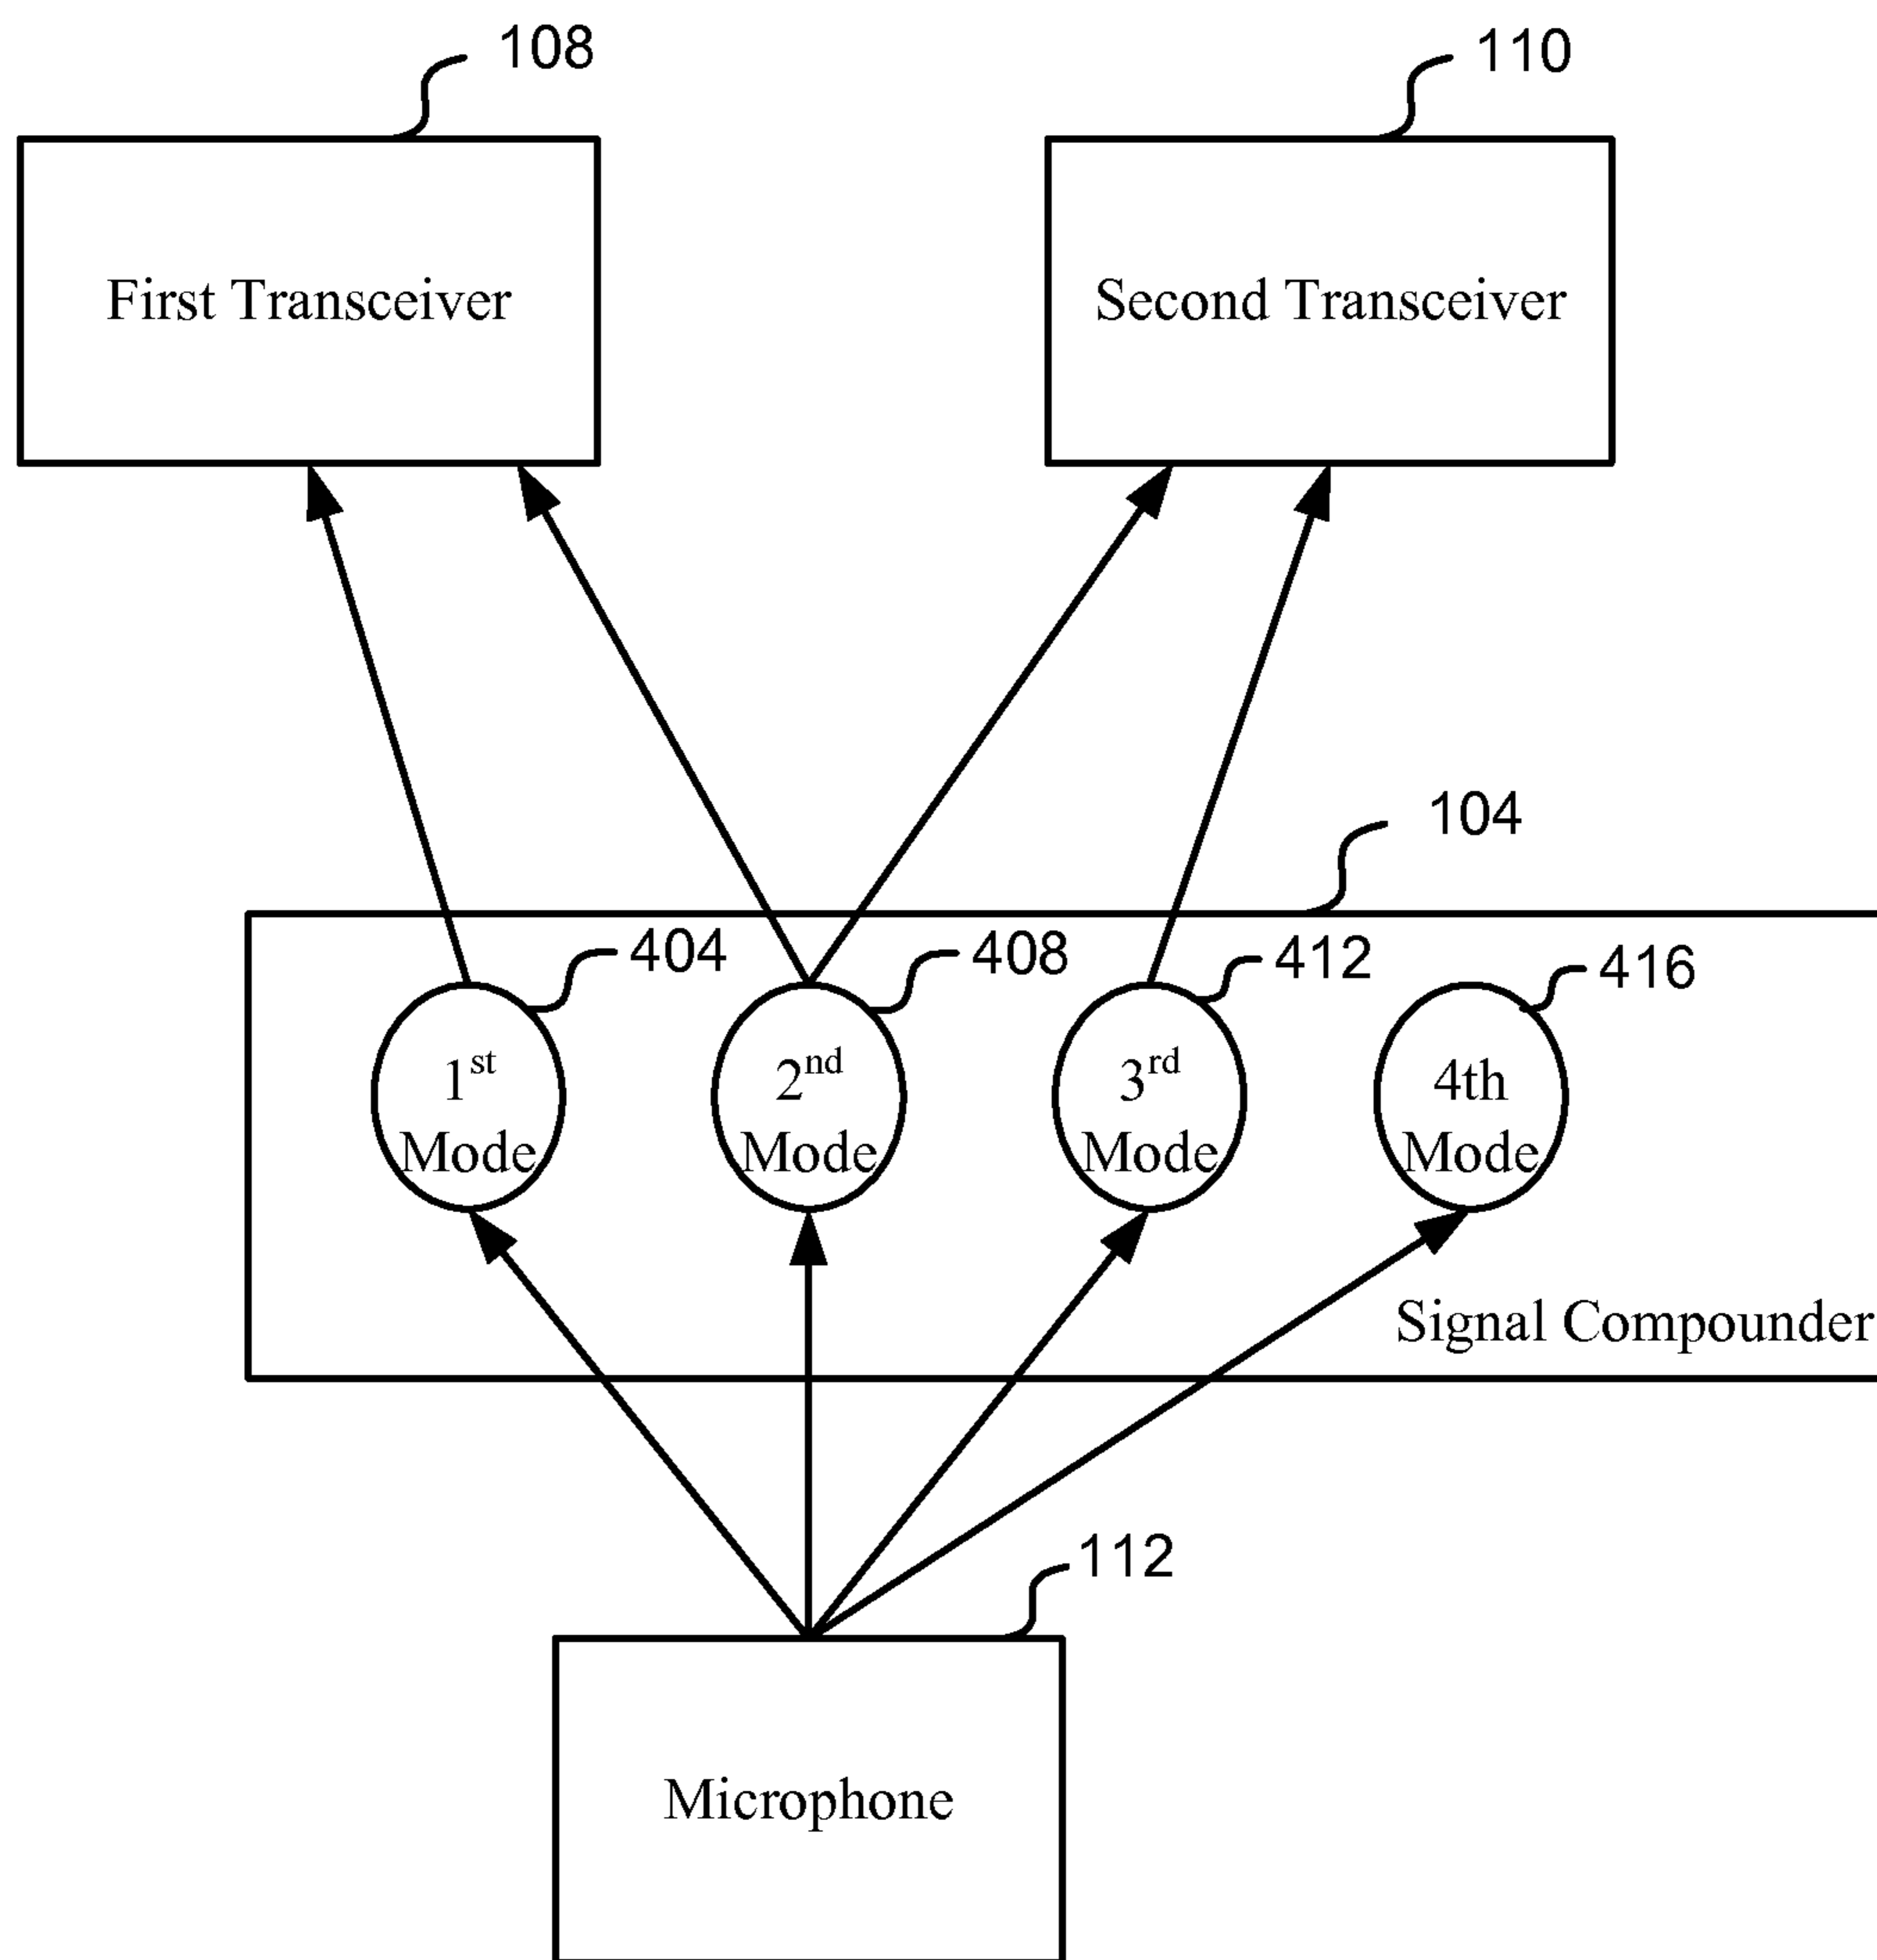 108
110
First Transceiver
Second Transceiver
104
404
408
412
416
1st
Mode
2nd
Mode
3rd
Mode
4th
Mode
Signal Compounder
112
Microphone